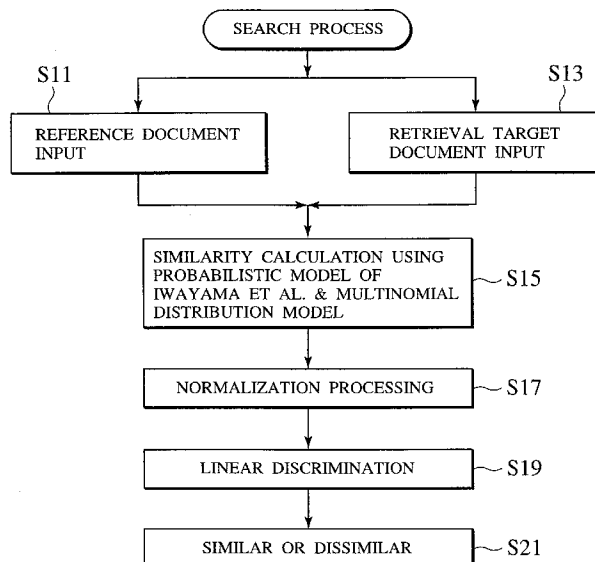 SEARCH PROCESS
S11
S13
REFERENCE DOCUMENT
INPUT
RETRIEVAL TARGET
DOCUMENT INPUT
SIMILARITY CALCULATION USING
PROBABILISTIC MODEL OF
IWAYAMA ET AL. & MULTINOMIAL
DISTRIBUTION MODEL
S15
NORMALIZATION PROCESSING
S17
LINEAR DISCRIMINATION
S19
SIMILAR OR DISSIMILAR
S21